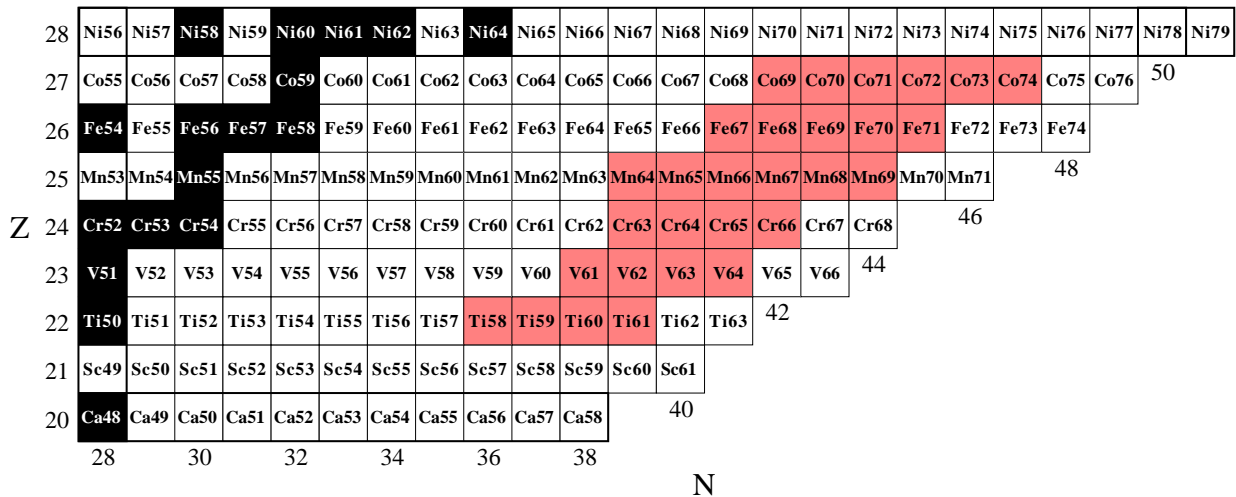 28 Ni56 Ni57 Ni58 Ni59 Ni60 Ni61 Ni62 Ni63 Ni64 Ni65 Ni66 Ni67 Ni68 Ni69 Ni70 Ni71 Ni72 Ni73 Ni74 Ni75 Ni76 Ni77 Ni78 Ni79
27 Co55 Co56 Co57 Co58 Co59 Co60 Co61 Co62 Co63 Co64 Co65 Co66 Co67 Co68 Co69 Co70 Co71 Co72 Co73 Co74 Co75 Co76 50
26 Fe54 Fe55 Fe56 Fe57 Fe58 Fe59 Fe60 Fe61 Fe62 Fe63 Fe64 Fe65 Fe66 Fe67 Fe68 Fe69 Fe70 Fe71 Fe72 Fe73 Fe74
48
25 Mn53 Mn54 Mn55 Mn56 Mn57 Mn58 Mn59 Mn60 Mn61 Mn62 Mn63 Mn64 Mn65 Mn66 Mn67 Mn68 Mn69 Mn70 Mn71
46
Z 24 Cr52 Cr53 Cr54 Cr55 Cr56 Cr57 Cr58 Cr59 Cr60 Cr61 Cr62 Cr63 Cr64 Cr65 Cr66 Cr67 Cr68
44
23 V51 V52 V53 V54 V55 V56 V57 V58 V59 V60 V61 V62 V63 V64 V65 V66
42
22 Ti50 Ti51 Ti52 Ti53 Ti54 Ti55 Ti56 Ti57 Ti58 Ti59 Ti60 Ti61 Ti62 Ti63
21 Sc49 Sc50 Sc51 Sc52 Sc53 Sc54 Sc55 Sc56 Sc57 Sc58 Sc59 Sc60 Sc61
40
20 Ca48 Ca49 Ca50 Ca51 Ca52 Ca53 Ca54 Ca55 Ca56 Ca57 Ca58
28 30 32 34 36 38
N